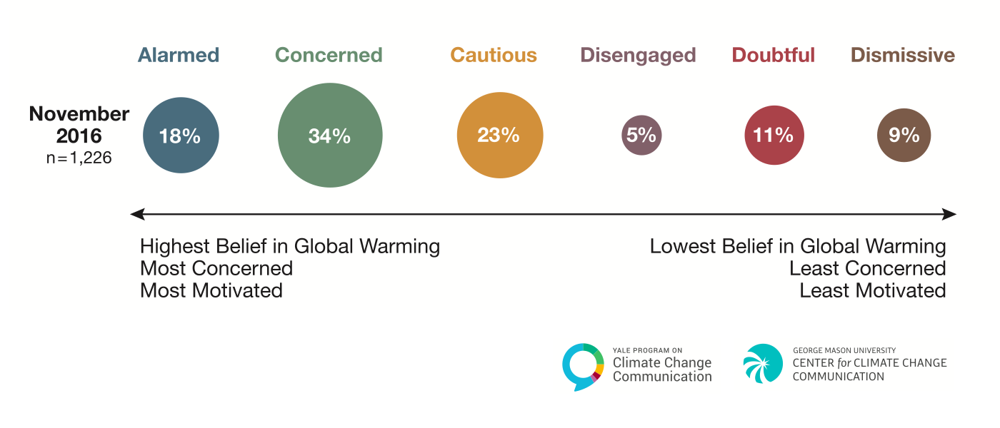 Alarmed Concerned Cautious Disengaged Doubtful Dismissive
November
2016
n=1,226
18% 34% 23% 5% 11% 9%
Highest Belief in Global Warming
Most Concerned
Most Motivated
Lowest Belief in Global Warming
Least Concerned
Least Motivated
YALE PROGRAM ON
Climate Change
Communication
GEORGE MASON UNIVERSITY
CENTER for CLIMATE CHANGE
COMMUNICATION